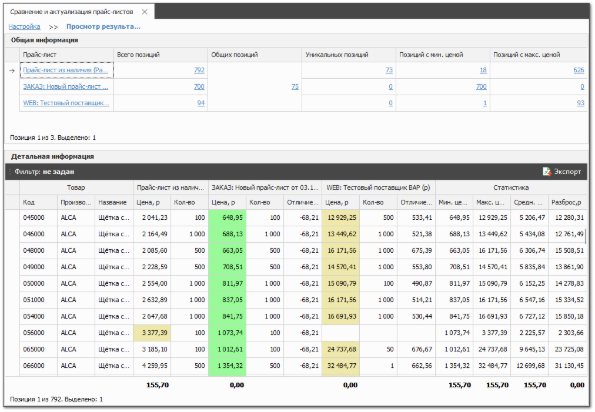 Сравнение и актуализация прайс-листов
Настройка >> Просмотр результа...
Общая информация
Прайс-лист Всего позиций Общих позиций Уникальных позиций Позиций с мин. ценой Позиций с макс. ценой
Прайс-лист из наличия (Ра... 792 73 18 626
ЗАКАЗ: Новый прайс-лист ... 700 75 0 700 0
WEB: Тестовый поставщик... 94 0 1 93
Позиция 1 из 3. Выделено: 1
Детальная информация
Фильтр: не задан Экспорт
Товар Прайс-лист из налич... ЗАКАЗ: Новый прайс-лист от 03.1... WEB: Тестовый поставщик ВАР (р) Статистика
Код Произво... Название Цена, р Кол-во Цена, р Кол-во Отличие... Цена, р Кол-во Отличие... Мин. це... Макс. ц... Средн. ... Разброс,р
045000 ALCA Щётка с... 2 041,23 100 648,95 100 -68,21 12 929,25 500 533,41 648,95 12 929,25 5 206,47 12 280,31
046000 ALCA Щётка с... 2 164,49 1 000 688,13 1 000 -68,21 13 449,62 1 000 521,38 688,13 13 449,62 5 434,08 12 761,49
048000 ALCA Щётка с... 2 085,60 500 663,05 500 -68,21 16 171,56 1 000 675,39 663,05 16 171,56 6 306,74 15 508,51
049000 ALCA Щётка с... 2 228,59 500 708,51 500 -68,21 14 570,41 1 000 553,80 708,51 14 570,41 5 835,84 13 861,90
050000 ALCA Щётка с... 2 554,00 1 000 811,97 1 000 -68,21 15 090,79 100 490,87 811,97 15 090,79 6 152,25 14 278,83
051000 ALCA Щётка с... 2 632,89 1 000 837,05 1 000 -68,21 16 171,56 1 000 514,21 837,05 16 171,56 6 547,16 15 334,52
054000 ALCA Щётка с... 2 647,68 1 000 841,75 1 000 -68,21 16 691,93 1 000 530,44 841,75 16 691,93 6 727,12 15 850,18
056000 ALCA Щётка с... 3 377,39 100 1 073,74 100 -68,21 1 073,74 3 377,39 2 225,57 2 303,66
065000 ALCA Щётка с... 3 185,10 100 1 012,61 100 -68,21 24 737,68 50 676,67 1 012,61 24 737,68 9 645,13 23 725,08
066000 ALCA Щётка с... 4 259,95 500 1 354,32 500 -68,21 32 484,77 1 662,56 1 354,32 32 484,77 12 699,68 31 130,45
155,70 0,00 0,00 155,70 155,70 155,70 0,00
Позиция 1 из 792. Выделено: 1